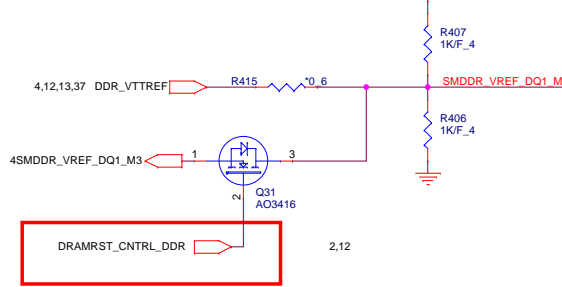 R407
1K/F_4
4,12,13,37 DDR_VTTREF
R415
*0_6
SMDDR_VREF_DQ1_M
R406
1K/F_4
4SMDDR_VREF_DQ1_M3
1
3
2
Q31
AO3416
DRAMRST_CNTRL_DDR
2,12